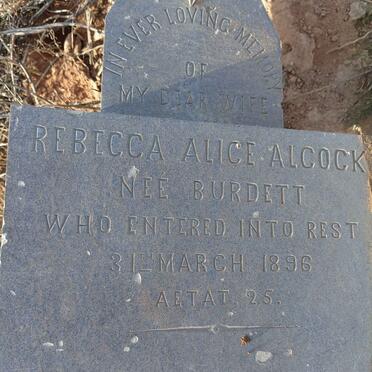 IN EVER LOVING MEMORY
OF
MY DEAR WIFE
REBECCA ALICE ALCOCK
NEE BURDETT
WHO ENTERED INTO REST
31ST MARCH 1896
AETAT. 25.